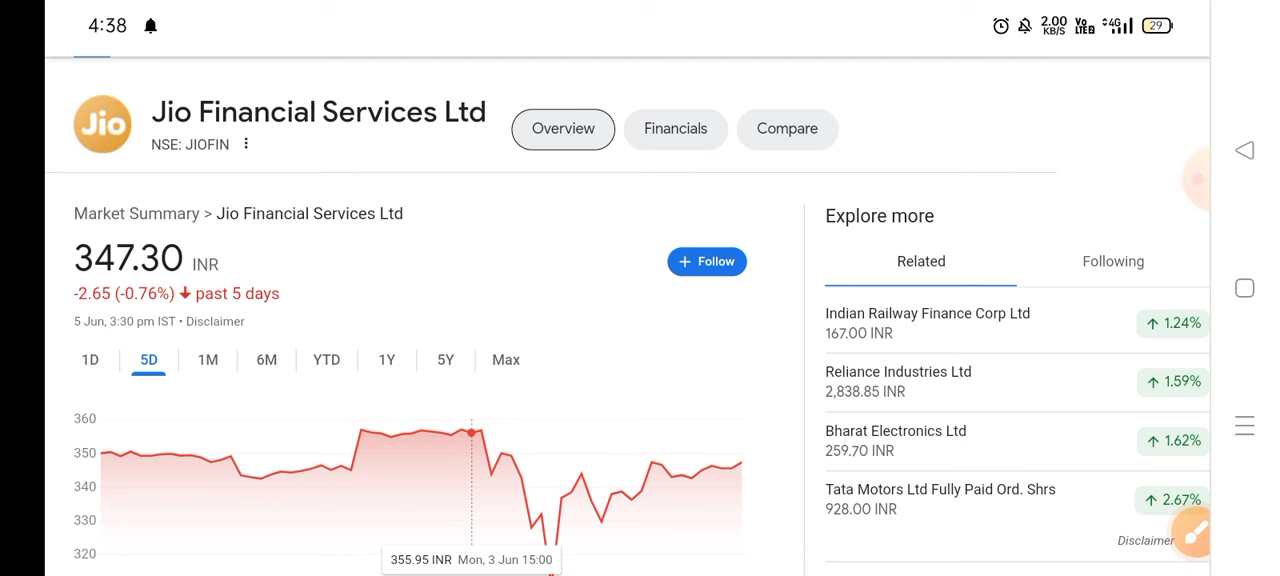 4:38
2.00
KB/S
Vo
LTE2
4G
29
Jio
Jio Financial Services Ltd
NSE: JIOFIN
Overview
Financials
Compare
Market Summary > Jio Financial Services Ltd
347.30 INR
+ Follow
-2.65 (-0.76%) ↓ past 5 days
5 Jun, 3:30 pm IST • Disclaimer
1D
5D
1M
6M
YTD
1Y
5Y
Max
360
350
340
330
320
355.95 INR Mon, 3 Jun 15:00
Explore more
Related
Following
Indian Railway Finance Corp Ltd
167.00 INR
↑ 1.24%
Reliance Industries Ltd
2,838.85 INR
↑ 1.59%
Bharat Electronics Ltd
259.70 INR
↑ 1.62%
Tata Motors Ltd Fully Paid Ord. Shrs
928.00 INR
↑ 2.67%
Disclaimer